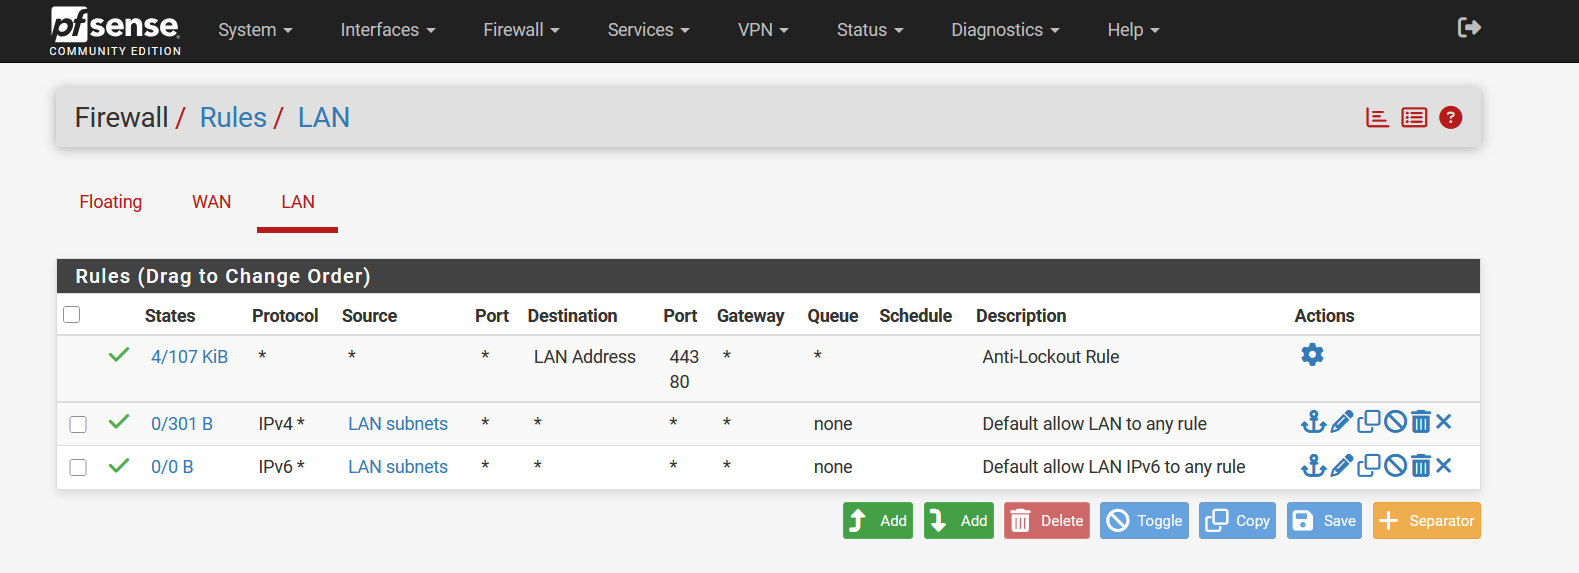 pfsense
COMMUNITY EDITION
System Interfaces Firewall Services VPN Status Diagnostics Help
Firewall / Rules / LAN
Floating WAN LAN
Rules (Drag to Change Order)
States Protocol Source Port Destination Port Gateway Queue Schedule Description Actions
4/107 KiB * * * LAN Address 443 * * Anti-Lockout Rule
80
0/301 B IPv4 * LAN subnets * * * * none Default allow LAN to any rule
0/0 B IPv6 * LAN subnets * * * * none Default allow LAN IPv6 to any rule
Add Add Delete Toggle Copy Save Separator